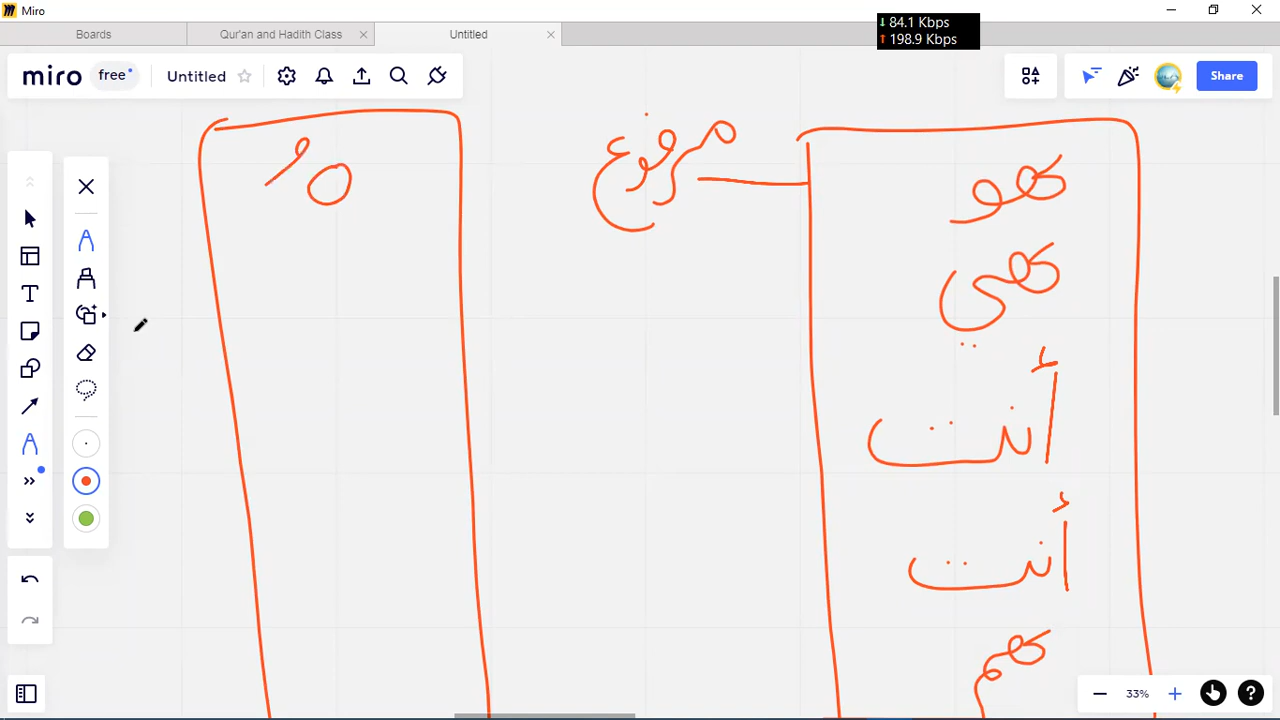 Miro
↓ 84.1 Kbps
↑ 198.9 Kbps
Boards
Qur'an and Hadith Class
Untitled
miro free
Untitled
Share
مرفوع
هو
هي
أنت
أنت
هم
ه
33%